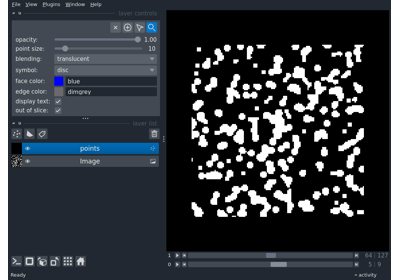 File View Plugins Window Help
layer controls
opacity: 1.00
point size: 10
blending: translucent
symbol: disc
face color: blue
edge color: dimgrey
display text:
out of slice:
layer list
points
Image
1 64 | 127
0 5 | 9
Ready activity